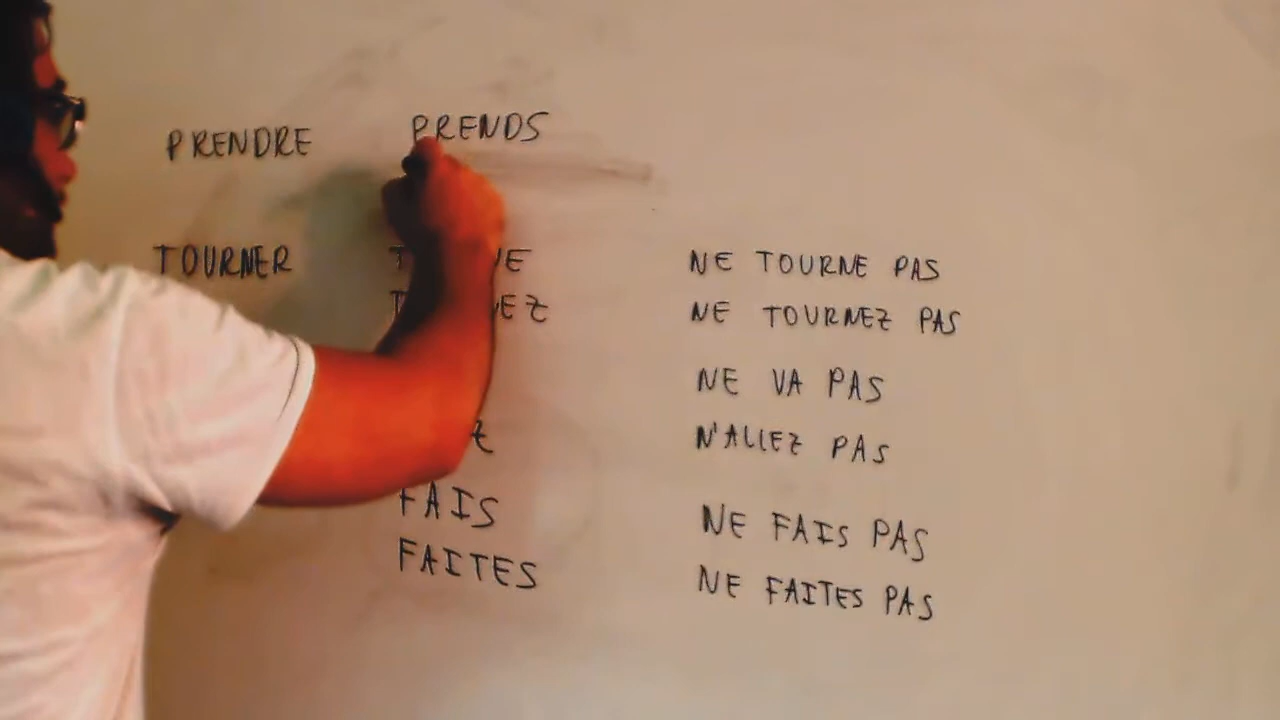 PRENDRE PRENDS
TOURNER NE TOURNE PAS
NE TOURNEZ PAS
NE VA PAS
N'ALLEZ PAS
FAIS NE FAIS PAS
FAITES NE FAITES PAS